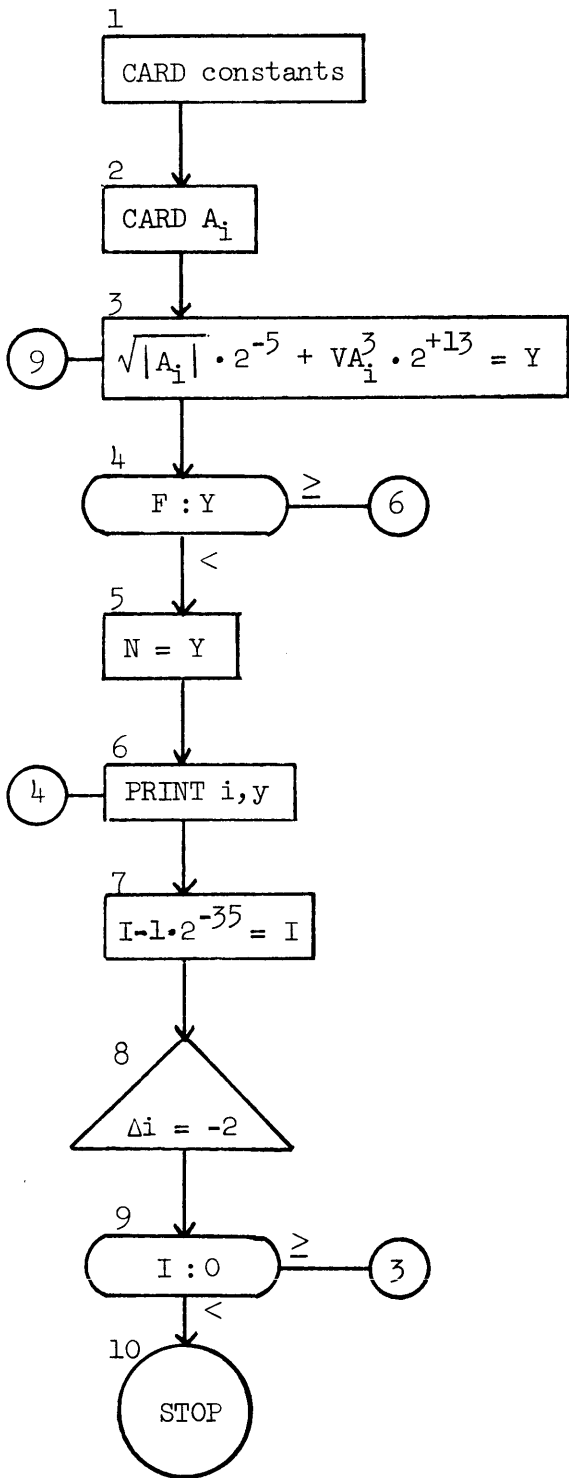 1
CARD constants
2
CARD A_i
3
9
√|A_i| · 2^-5 + VA_i^3 · 2^+13 = Y
4
F : Y
≥
6
<
5
N = Y
6
4
PRINT i,y
7
I-1·2^-35 = I
8
Δi = -2
9
I : 0
≥
3
<
10
STOP